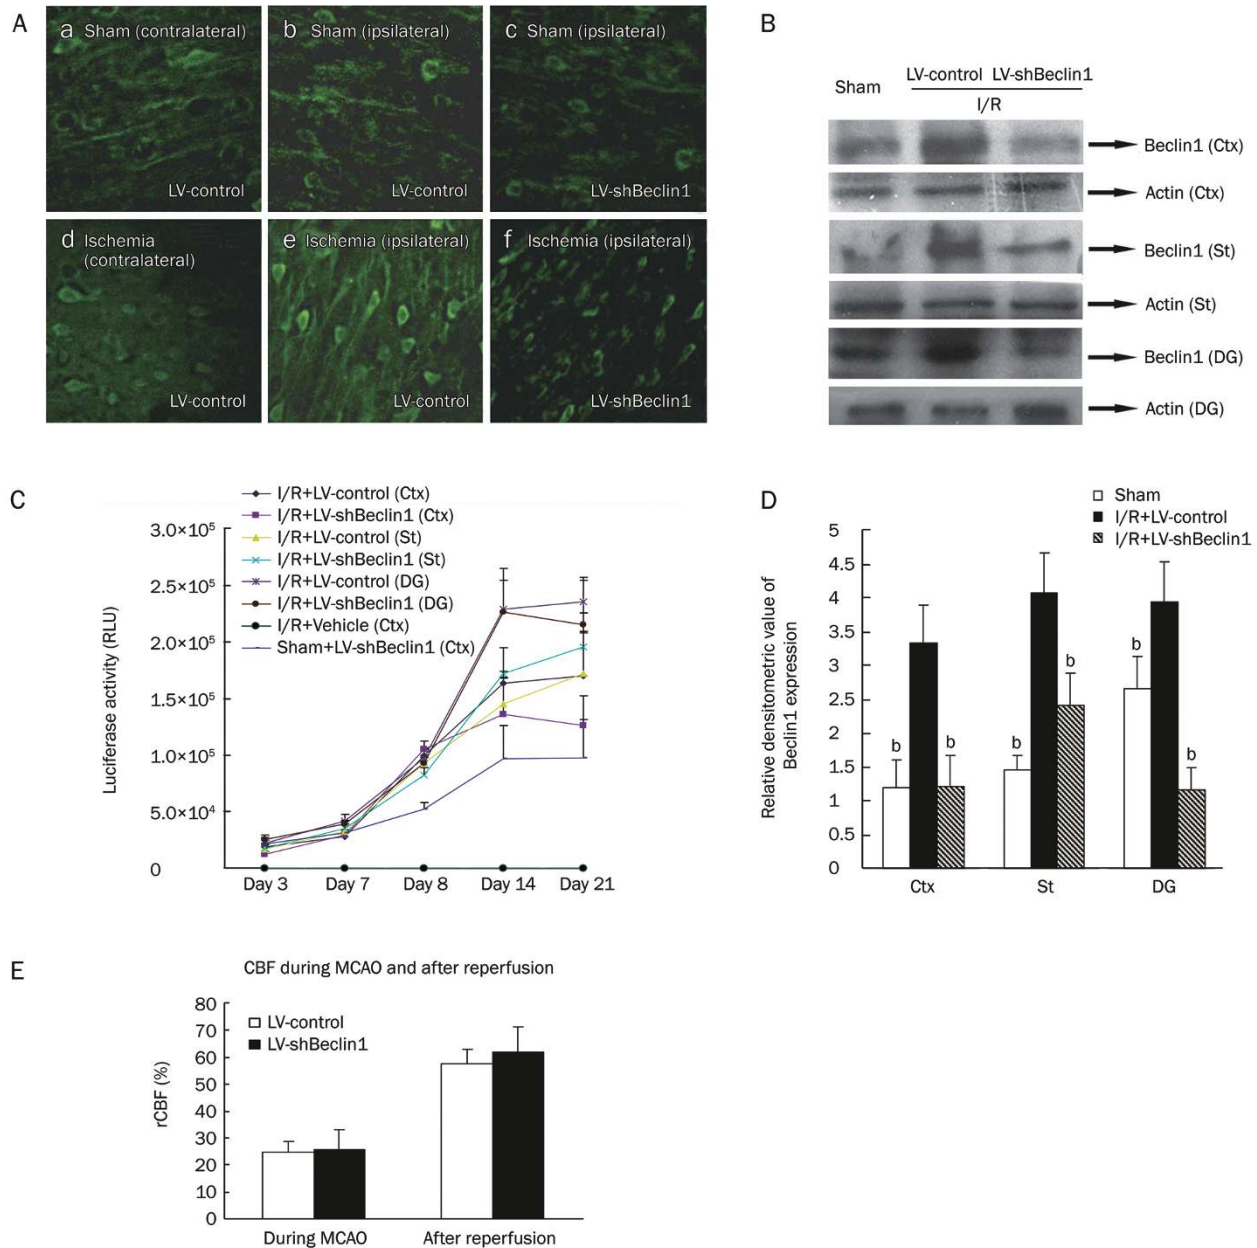 A
a Sham (contralateral)
LV-control
b Sham (ipsilateral)
LV-control
c Sham (ipsilateral)
LV-shBeclin1
d Ischemia
(contralateral)
LV-control
e Ischemia (ipsilateral)
LV-control
f Ischemia (ipsilateral)
LV-shBeclin1
B
Sham
LV-control LV-shBeclin1
I/R
Beclin1 (Ctx)
Actin (Ctx)
Beclin1 (St)
Actin (St)
Beclin1 (DG)
Actin (DG)
C
I/R+LV-control (Ctx)
I/R+LV-shBeclin1 (Ctx)
I/R+LV-control (St)
I/R+LV-shBeclin1 (St)
I/R+LV-control (DG)
I/R+LV-shBeclin1 (DG)
I/R+Vehicle (Ctx)
Sham+LV-shBeclin1 (Ctx)
Luciferase activity (RLU)
3.0×10⁵
2.5×10⁵
2.0×10⁵
1.5×10⁵
1.0×10⁵
5.0×10⁴
0
Day 3 Day 7 Day 8 Day 14 Day 21
D
Sham
I/R+LV-control
I/R+LV-shBeclin1
Relative densitometric value of
Beclin1 expression
5
4.5
4
3.5
3
2.5
2
1.5
1
0.5
0
b b b b b b
Ctx St DG
E
CBF during MCAO and after reperfusion
LV-control
LV-shBeclin1
rCBF (%)
80
70
60
50
40
30
20
10
0
During MCAO After reperfusion